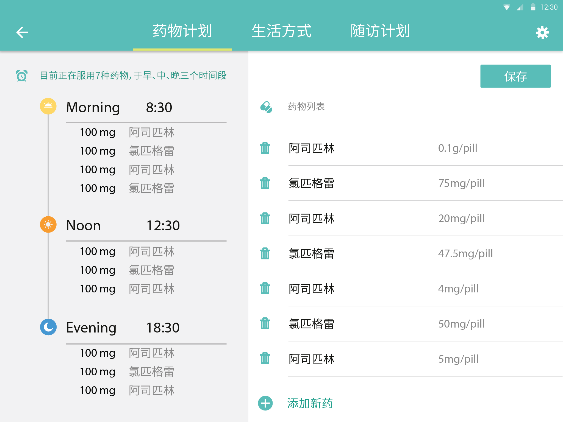 12:30
药物计划 生活方式 随访计划
目前正在服用7种药物,于早、中、晚三个时间段
Morning 8:30
100 mg 阿司匹林
100 mg 氯匹格雷
100 mg 阿司匹林
100 mg 氯匹格雷
Noon 12:30
100 mg 阿司匹林
100 mg 氯匹格雷
100 mg 阿司匹林
Evening 18:30
100 mg 阿司匹林
100 mg 氯匹格雷
100 mg 阿司匹林
保存
药物列表
阿司匹林 0.1g/pill
氯匹格雷 75mg/pill
阿司匹林 20mg/pill
氯匹格雷 47.5mg/pill
阿司匹林 4mg/pill
氯匹格雷 50mg/pill
阿司匹林 5mg/pill
添加新药